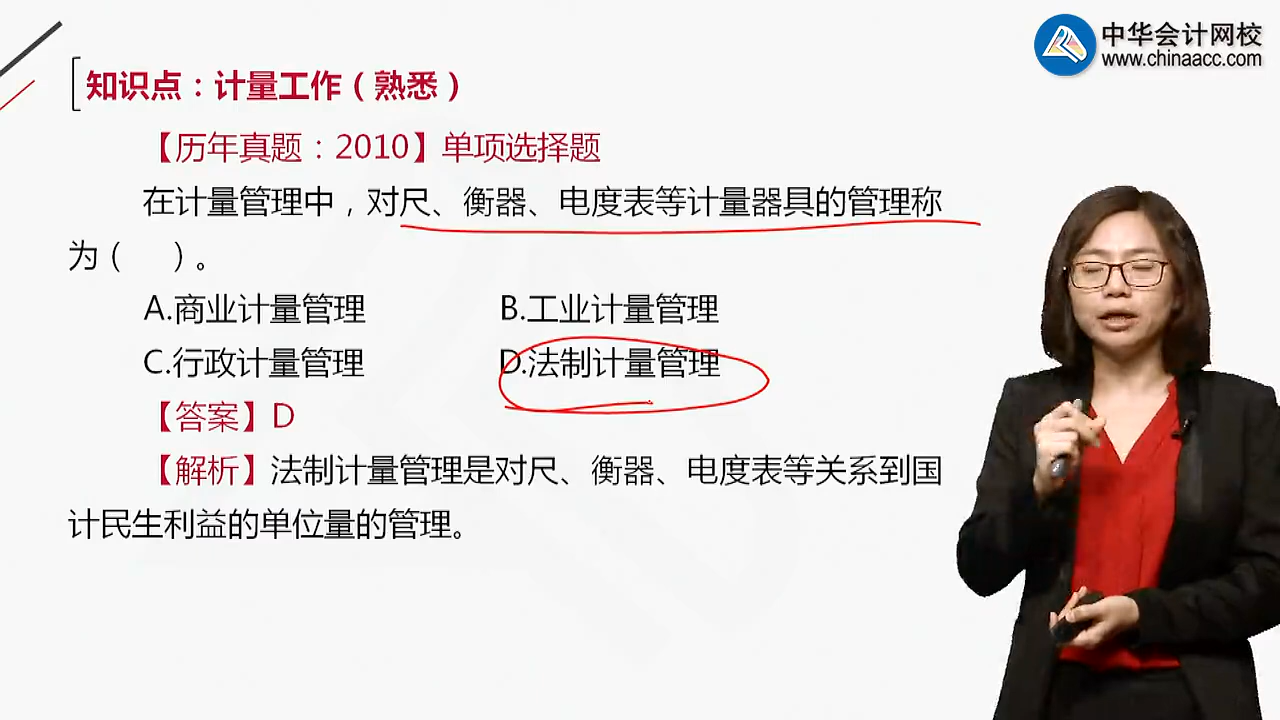 中华会计网校
www.chinaacc.com
知识点：计量工作（熟悉）
【历年真题：2010】单项选择题
在计量管理中，对尺、衡器、电度表等计量器具的管理称
为（ ）。
A.商业计量管理 B.工业计量管理
C.行政计量管理 D.法制计量管理
【答案】D
【解析】法制计量管理是对尺、衡器、电度表等关系到国
计民生利益的单位量的管理。